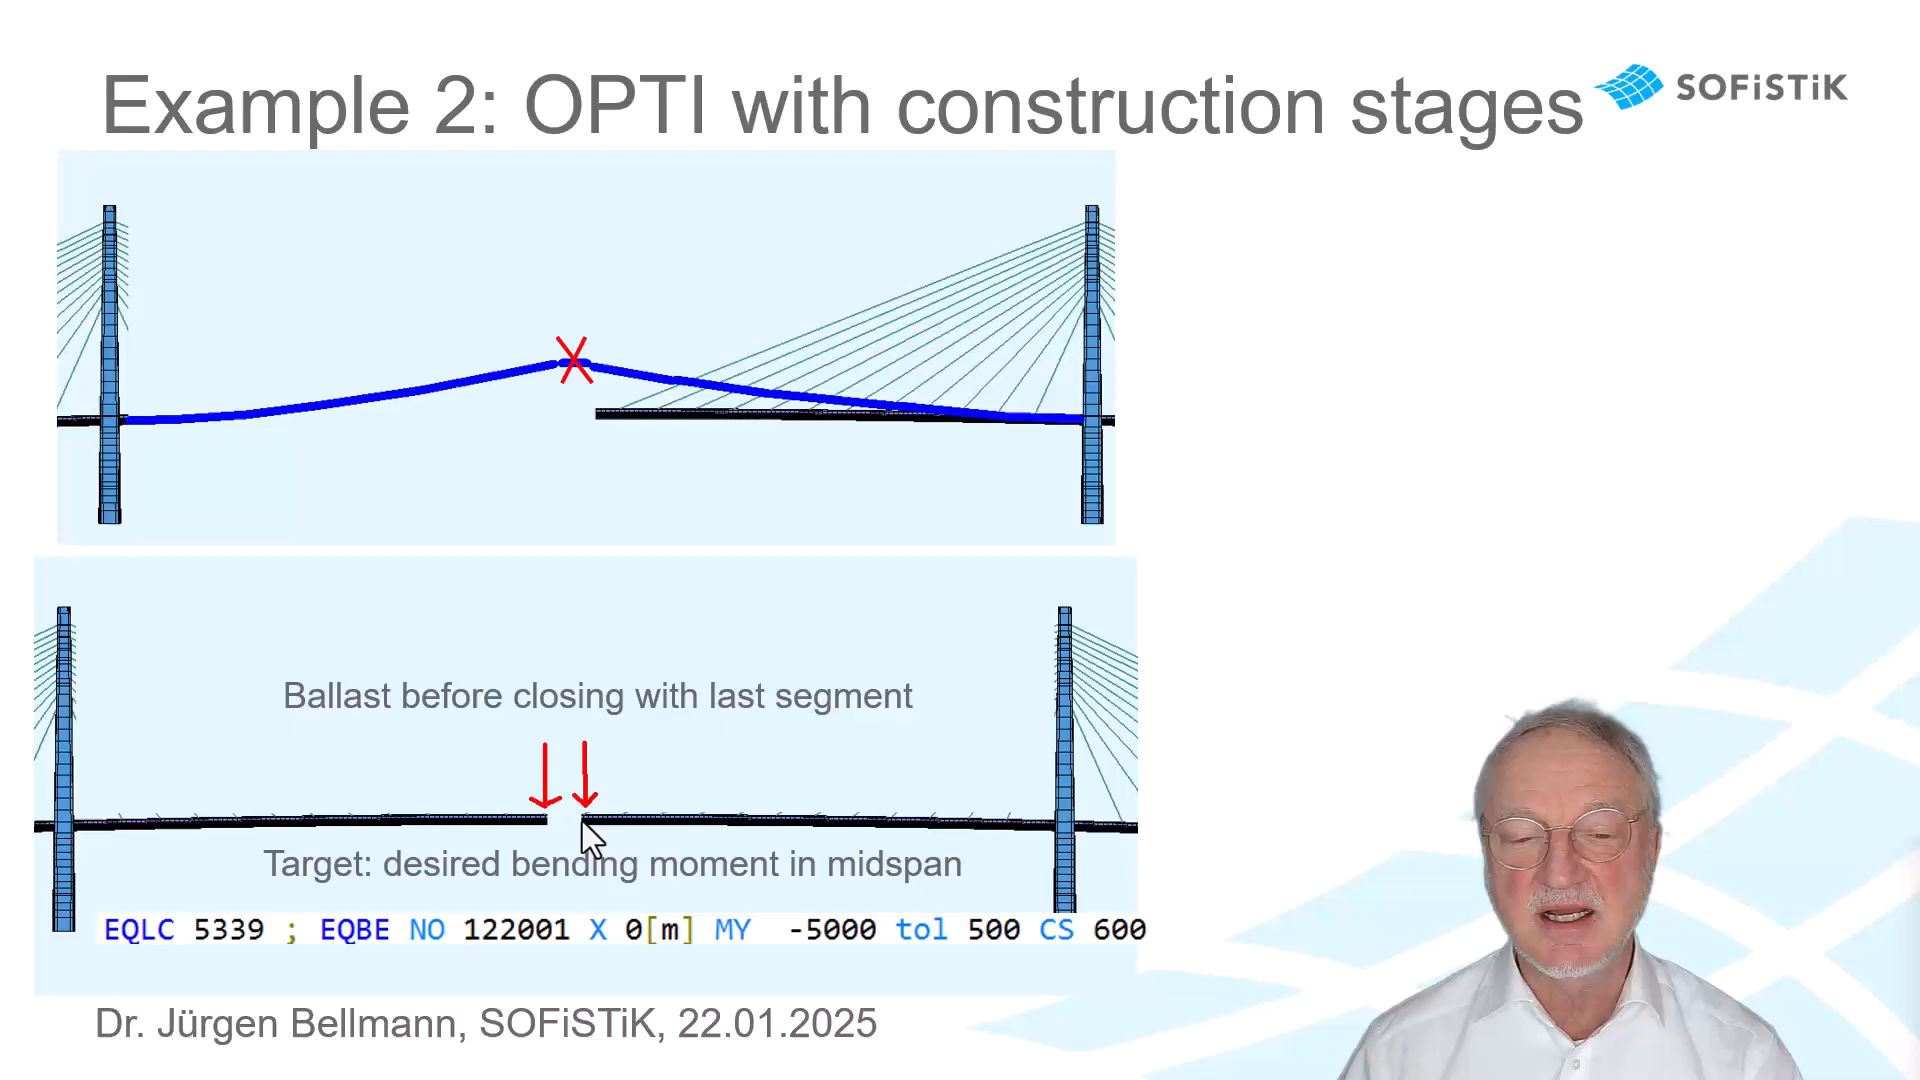 Example 2: OPTI with construction stages
SOFiSTiK
Ballast before closing with last segment
Target: desired bending moment in midspan
EQLC 5339 ; EQBE NO 122001 X 0[m] MY -5000 tol 500 CS 600
Dr. Jürgen Bellmann, SOFiSTiK, 22.01.2025